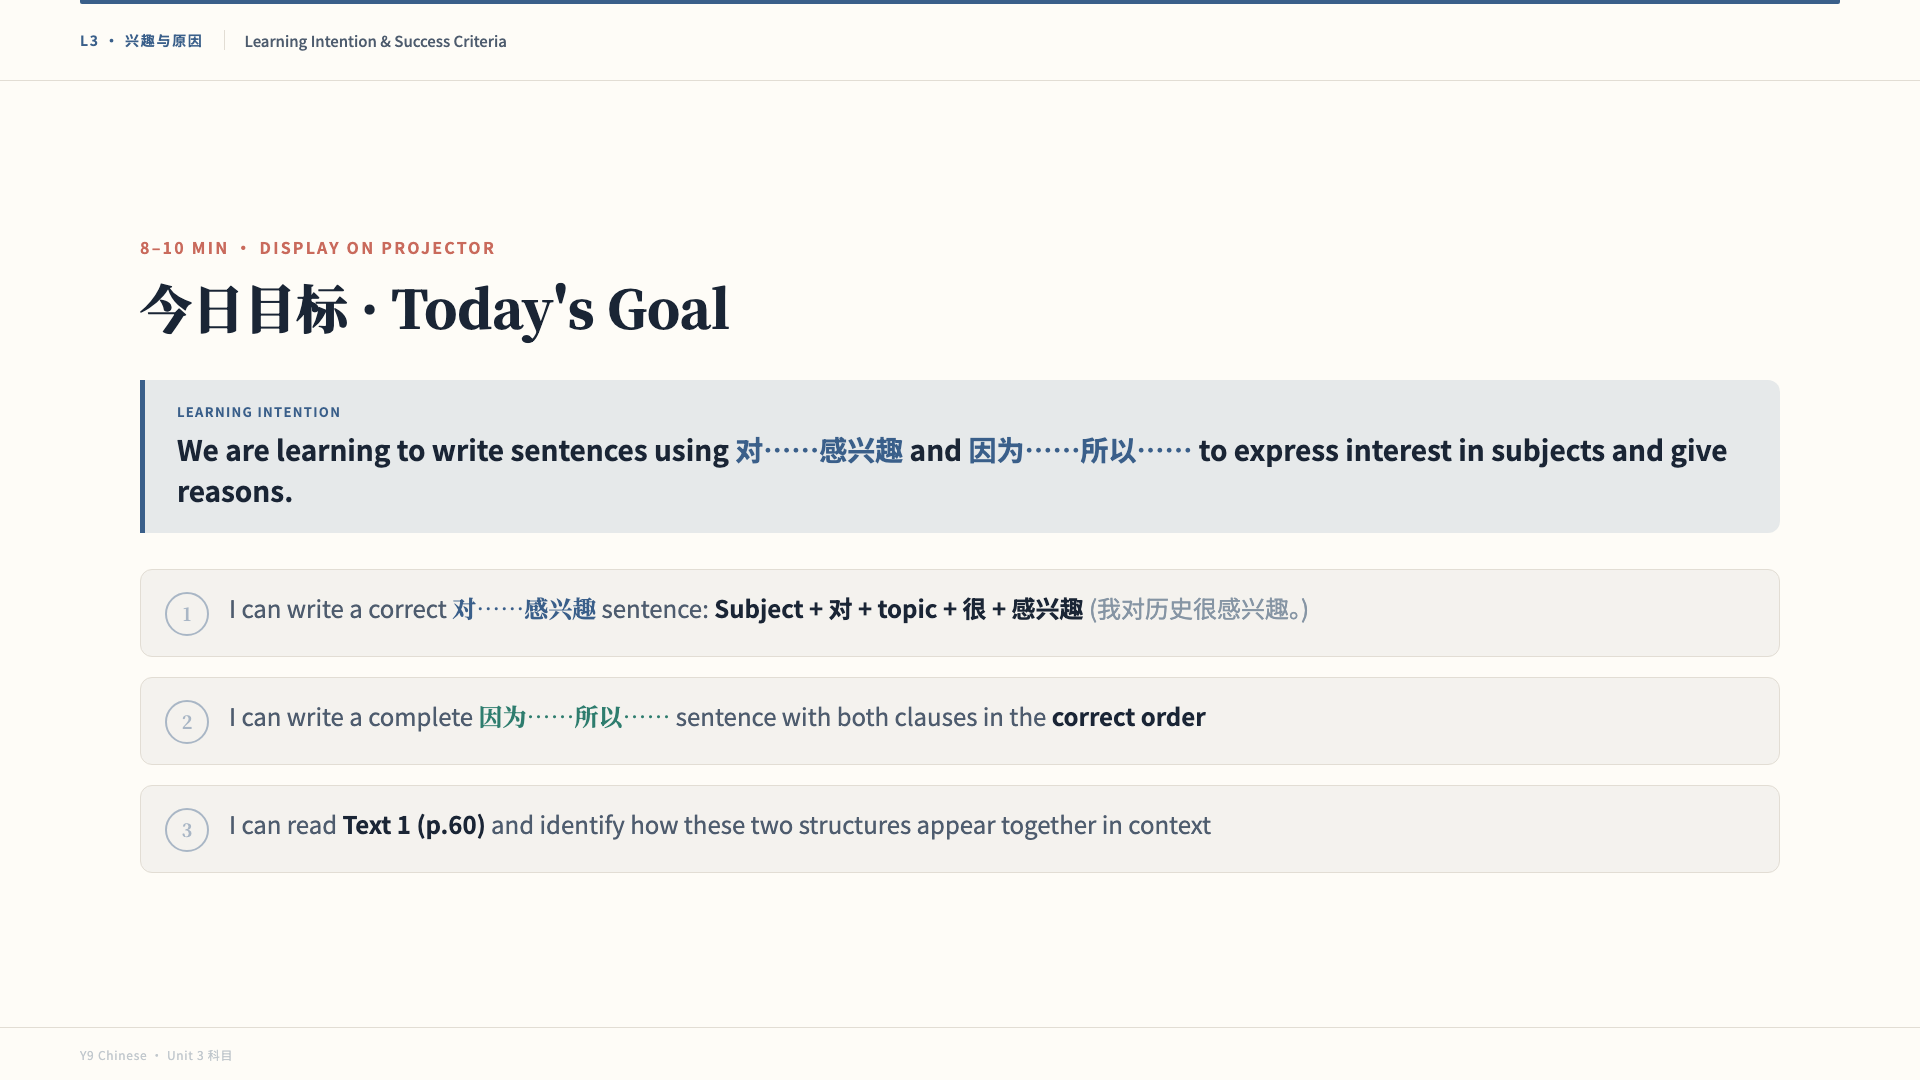 L3 • 兴趣与原因
Learning Intention & Success Criteria
8–10 MIN • DISPLAY ON PROJECTOR
今日目标 · Today's Goal
LEARNING INTENTION
We are learning to write sentences using 对……感兴趣 and 因为……所以…… to express interest in subjects and give
reasons.
1 I can write a correct 对……感兴趣 sentence: Subject + 对 + topic + 很 + 感兴趣 (我对历史很感兴趣。)
2 I can write a complete 因为……所以…… sentence with both clauses in the correct order
3 I can read Text 1 (p.60) and identify how these two structures appear together in context
Y9 Chinese • Unit 3 科目